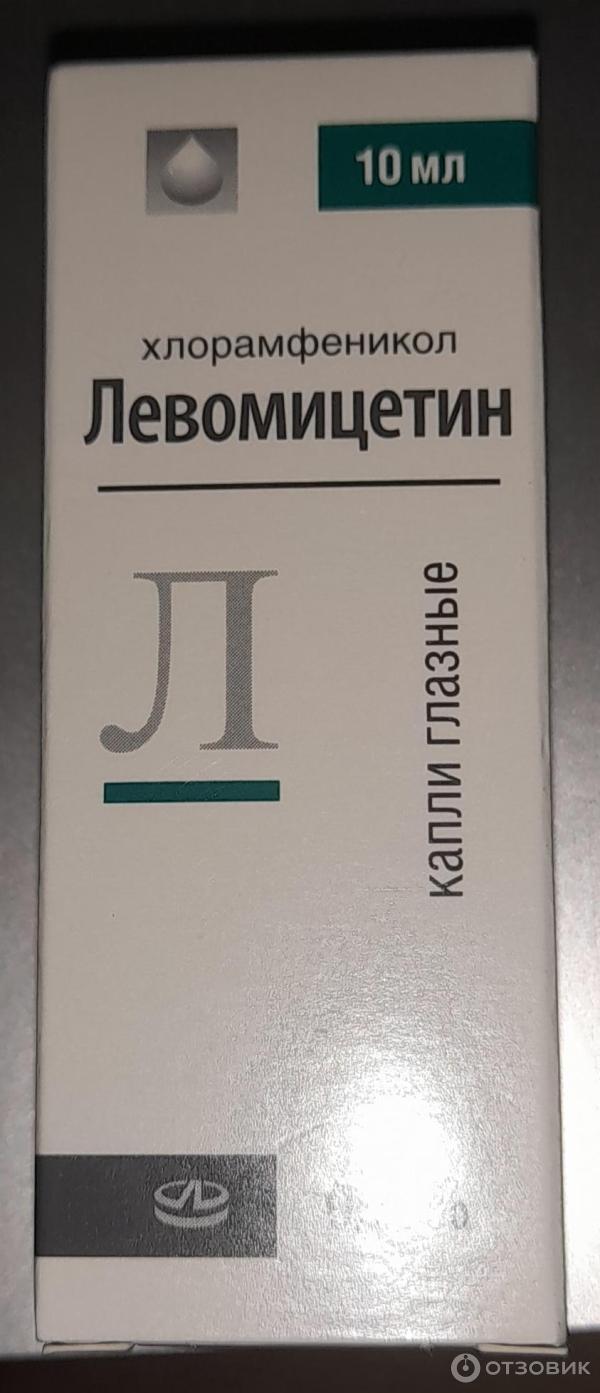 10 мл
хлорамфеникол
Левомицетин
Л
капли глазные
ОТЗОВИК